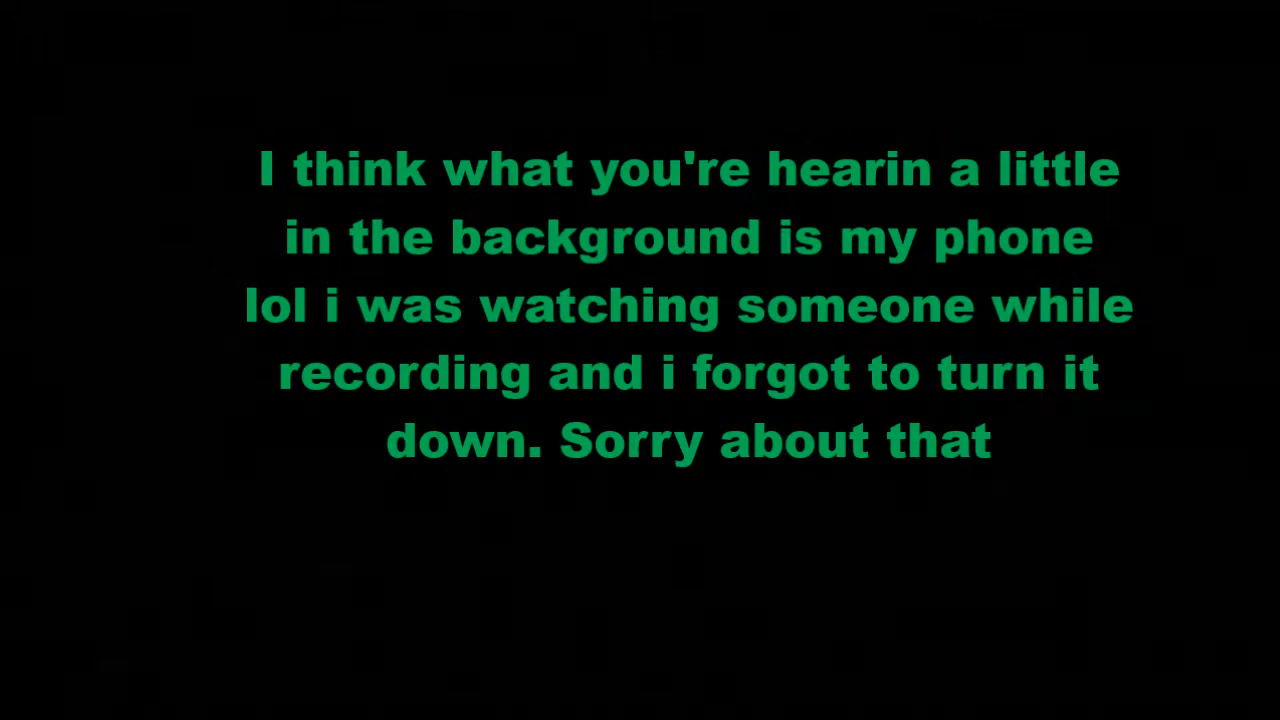 I think what you're hearin a little
in the background is my phone
lol i was watching someone while
recording and i forgot to turn it
down. Sorry about that